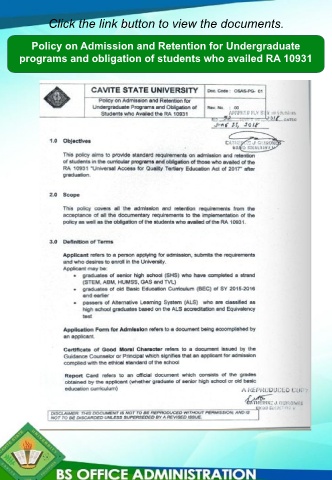 Click the link button to view the documents.
Policy on Admission and Retention for Undergraduate
programs and obligation of students who availed RA 10931
CAVITE STATE UNIVERSITY
Doc. Code : OSAS-PG- 01
Policy on Admission and Retention for
Undergraduate Programs and Obligation of
Students who Availed the RA 10931
Rev. No. : 00
1.0 Objectives
This policy aims to provide standard requirements on admission and retention
of students in the curricular programs and obligation of those who availed of the
RA 10931 "Universal Access for Quality Tertiary Education Act of 2017" after
graduation.
2.0 Scope
This policy covers all the admission and retention requirements from the
acceptance of all the documentary requirements to the implementation of the
policy as well as the obligation of the students who availed of the RA 10931.
3.0 Definition of Terms
Applicant refers to a person applying for admission, submits the requirements
and who desires to enroll in the University.
Applicant may be:
• graduates of senior high school (SHS) who have completed a strand
(STEM, ABM, HUMSS, GAS and TVL)
• graduates of old Basic Education Curriculum (BEC) of SY 2015-2016
and earlier
• passers of Alternative Learning System (ALS) who are classified as
high school graduates based on the ALS accreditation and Equivalency
test
Application Form for Admission refers to a document being accomplished by
an applicant.
Certificate of Good Moral Character refers to a document issued by the
Guidance Counselor or Principal which signifies that an applicant for admission
complied with the ethical standard of the school
Report Card refers to an official document which consists of the grades
obtained by the applicant (whether graduate of senior high school or old basic
education curriculum)
A REPRODUCED COPY
DISCLAIMER: THIS DOCUMENT IS NOT TO BE REPRODUCED WITHOUT PERMISSION AND IS
NOT TO BE DISCARDED UNLESS SUPERSEDED BY A REVISED ISSUE.
BS OFFICE ADMINISTRATION